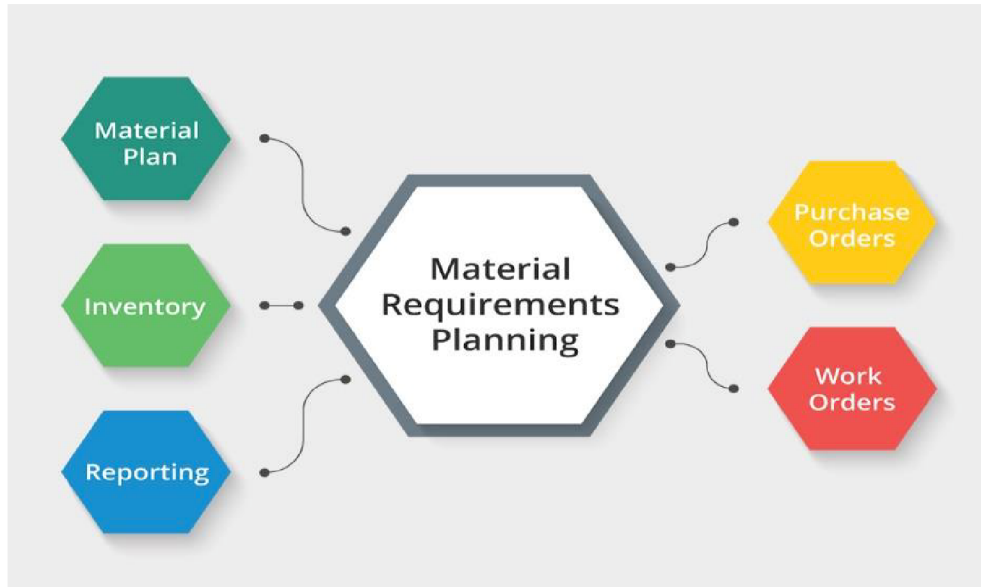 Material
Plan
Inventory
Reporting
Material
Requirements
Planning
Purchase
Orders
Work
Orders